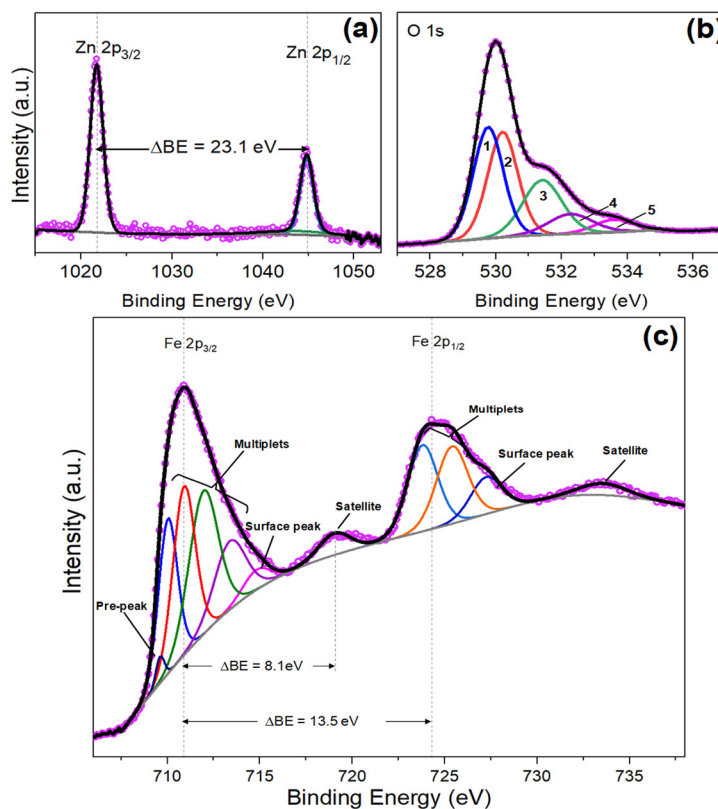 (a)
Zn 2p3/2
Zn 2p1/2
ΔBE = 23.1 eV
Intensity (a.u.)
1020 1030 1040 1050
Binding Energy (eV)
(b)
O 1s
1
2
3
4
5
528 530 532 534 536
Binding Energy (eV)
(c)
Fe 2p3/2
Fe 2p1/2
Multiplets
Multiplets
Surface peak
Satellite
Surface peak
Satellite
Pre-peak
ΔBE = 8.1eV
ΔBE = 13.5 eV
Intensity (a.u.)
710 715 720 725 730 735
Binding Energy (eV)